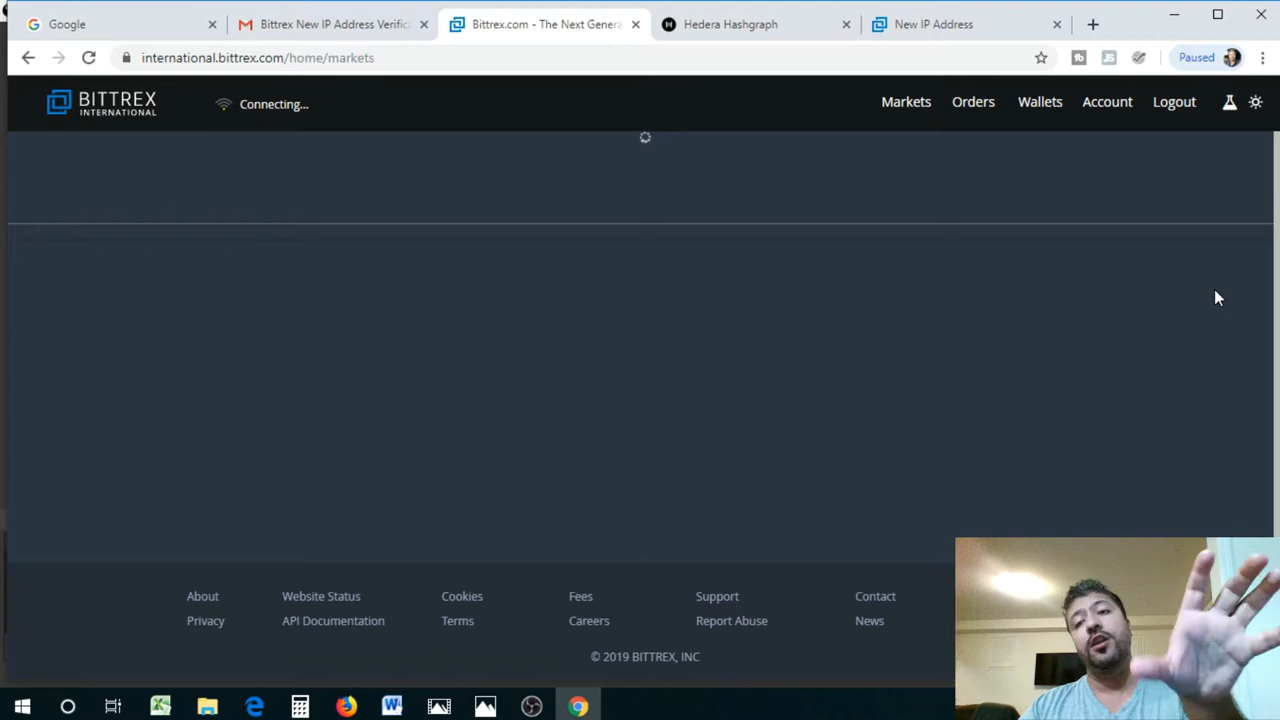 Google
Bittrex New IP Address Verific
Bittrex.com - The Next Genera
Hedera Hashgraph
New IP Address
international.bittrex.com/home/markets
Paused
BITTREX
INTERNATIONAL
Connecting...
Markets
Orders
Wallets
Account
Logout
About
Website Status
Cookies
Fees
Support
Contact
Privacy
API Documentation
Terms
Careers
Report Abuse
News
© 2019 BITTREX, INC